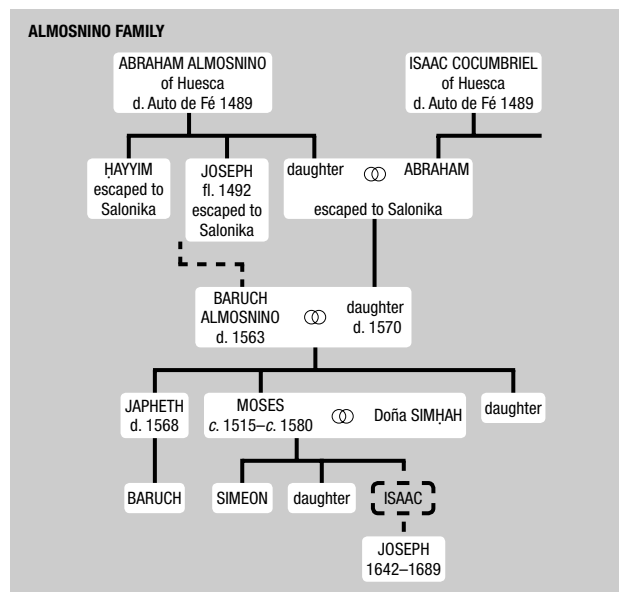 ALMOSNINO FAMILY
ABRAHAM ALMOSNINO
of Huesca
d. Auto de Fé 1489
ISAAC COCUMBRIEL
of Huesca
d. Auto de Fé 1489
ḤAYYIM
escaped to
Salonika
JOSEPH
fl. 1492
escaped to
Salonika
daughter
ABRAHAM
escaped to Salonika
BARUCH
ALMOSNINO
d. 1563
daughter
d. 1570
JAPHETH
d. 1568
MOSES
c. 1515–c. 1580
Doña SIMḤAH
daughter
BARUCH
SIMEON
daughter
ISAAC
JOSEPH
1642–1689